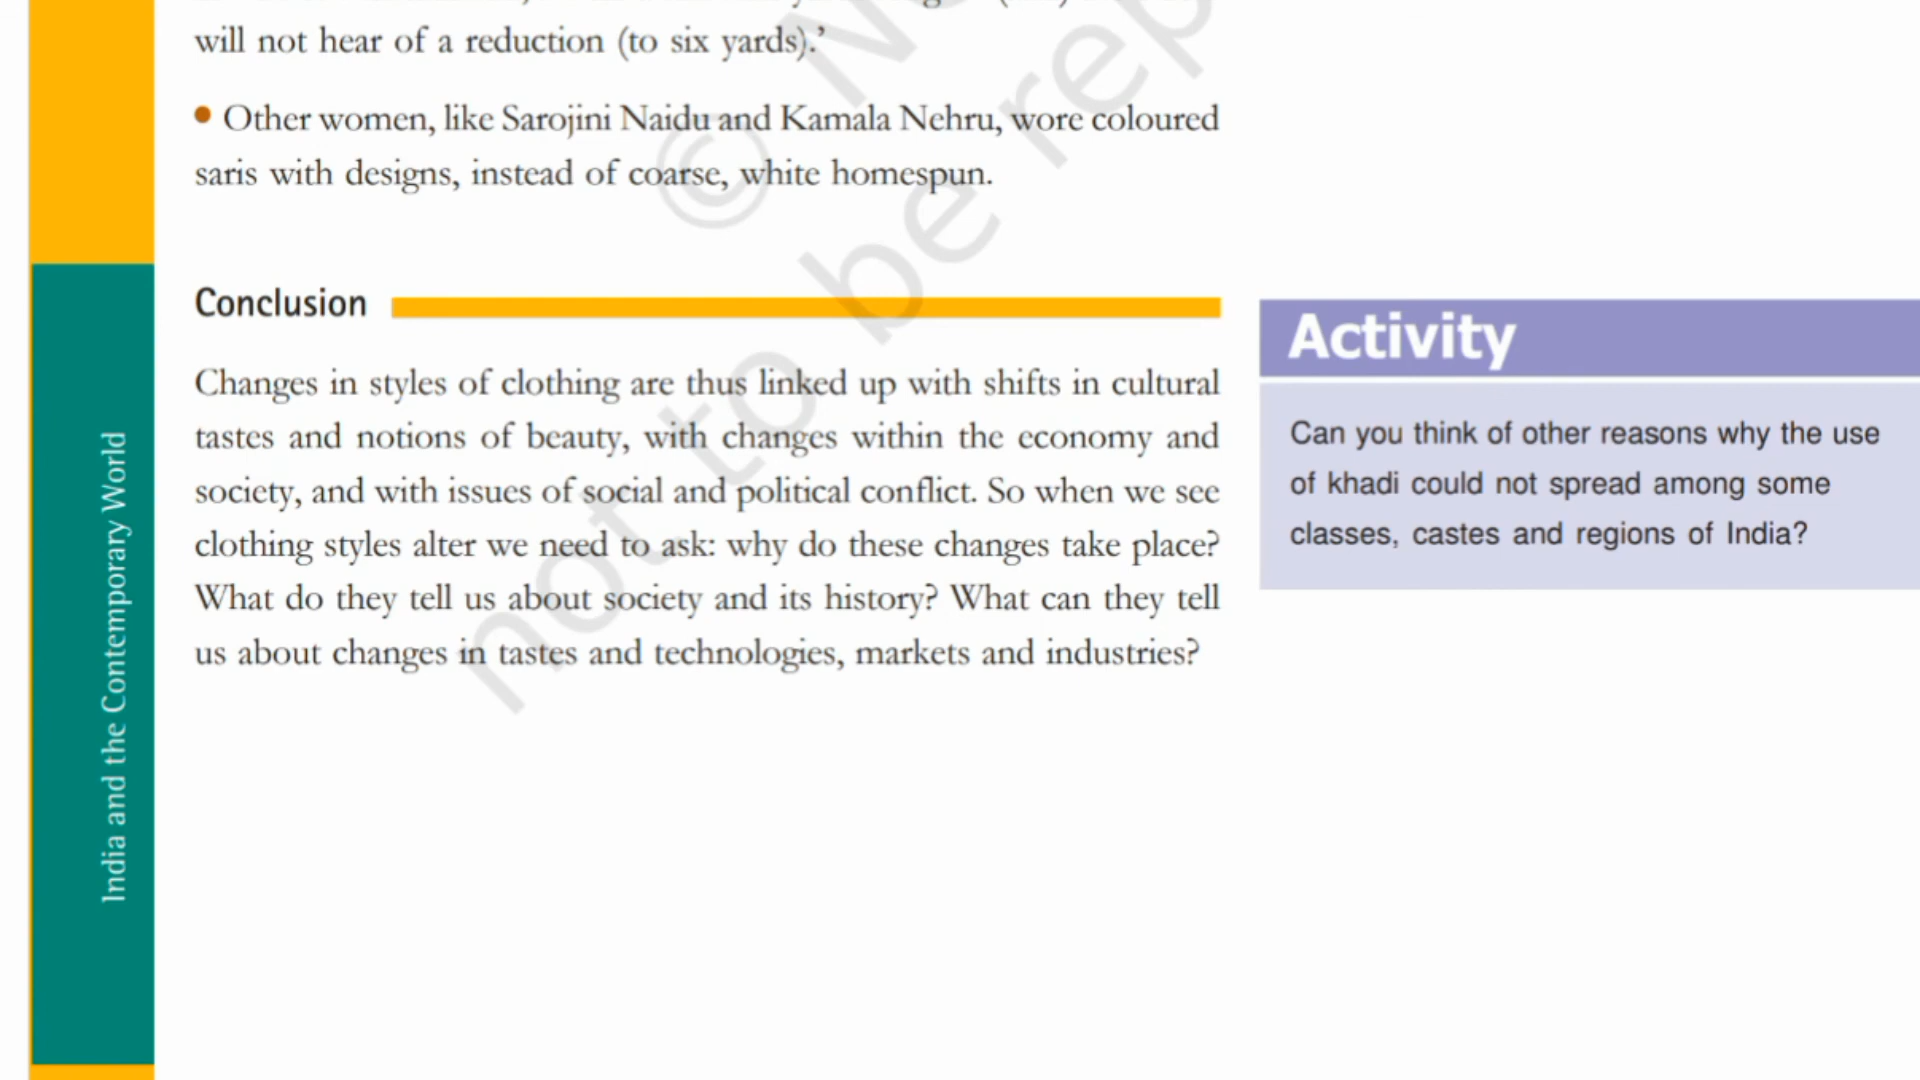 will not hear of a reduction (to six yards).’
• Other women, like Sarojini Naidu and Kamala Nehru, wore coloured
saris with designs, instead of coarse, white homespun.
Conclusion
Changes in styles of clothing are thus linked up with shifts in cultural
tastes and notions of beauty, with changes within the economy and
society, and with issues of social and political conflict. So when we see
clothing styles alter we need to ask: why do these changes take place?
What do they tell us about society and its history? What can they tell
us about changes in tastes and technologies, markets and industries?
Activity
Can you think of other reasons why the use
of khadi could not spread among some
classes, castes and regions of India?
India and the Contemporary World
not to be rep